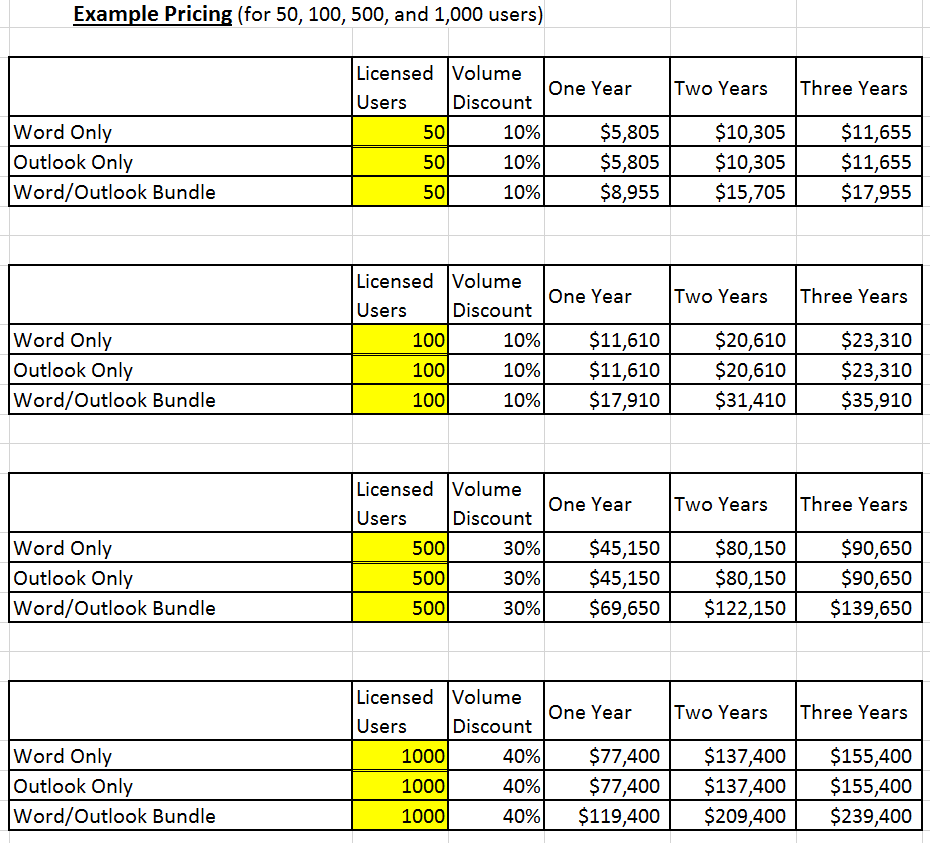 Example Pricing (for 50, 100, 500, and 1,000 users)
Licensed Users Volume Discount One Year Two Years Three Years
Word Only 50 10% $5,805 $10,305 $11,655
Outlook Only 50 10% $5,805 $10,305 $11,655
Word/Outlook Bundle 50 10% $8,955 $15,705 $17,955
Licensed Users Volume Discount One Year Two Years Three Years
Word Only 100 10% $11,610 $20,610 $23,310
Outlook Only 100 10% $11,610 $20,610 $23,310
Word/Outlook Bundle 100 10% $17,910 $31,410 $35,910
Licensed Users Volume Discount One Year Two Years Three Years
Word Only 500 30% $45,150 $80,150 $90,650
Outlook Only 500 30% $45,150 $80,150 $90,650
Word/Outlook Bundle 500 30% $69,650 $122,150 $139,650
Licensed Users Volume Discount One Year Two Years Three Years
Word Only 1000 40% $77,400 $137,400 $155,400
Outlook Only 1000 40% $77,400 $137,400 $155,400
Word/Outlook Bundle 1000 40% $119,400 $209,400 $239,400